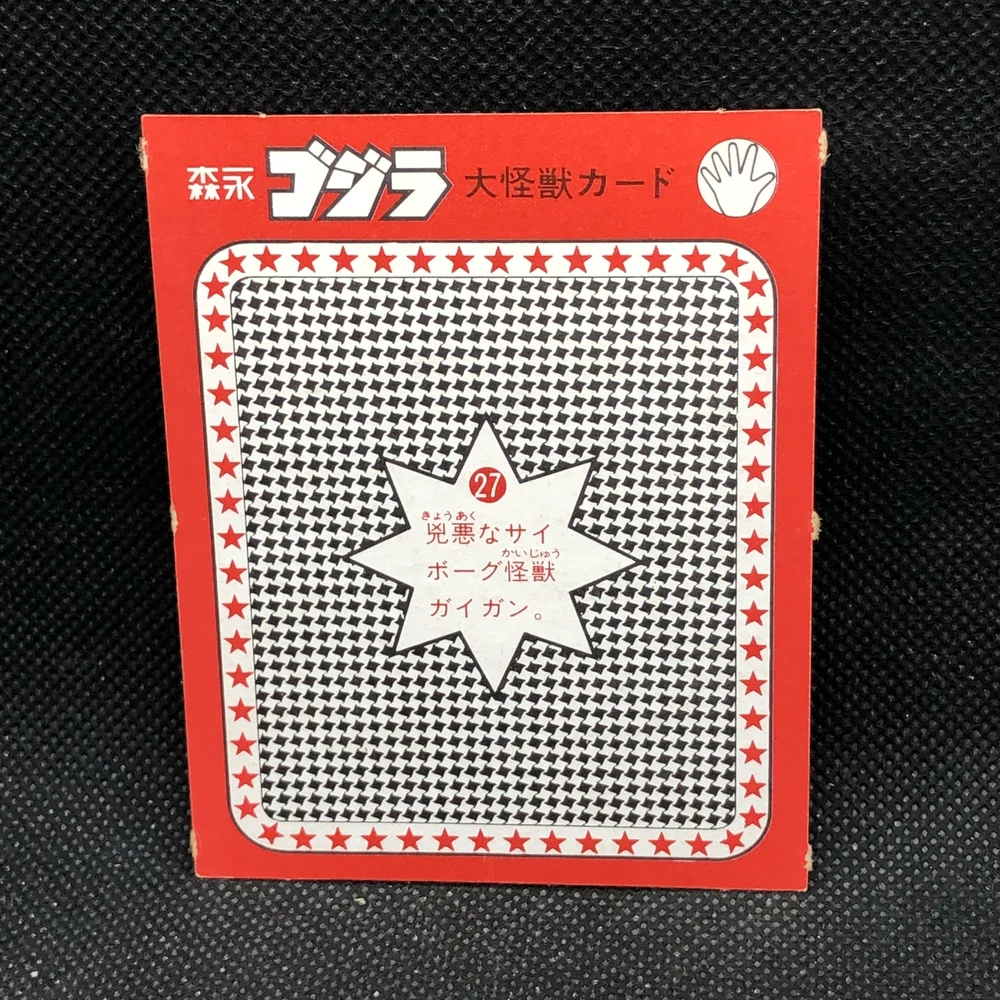 森永 ゴジラ 大怪獣カード
27
きょうあく
兇悪なサイ
かいじゅう
ボーグ怪獣
ガイガン。